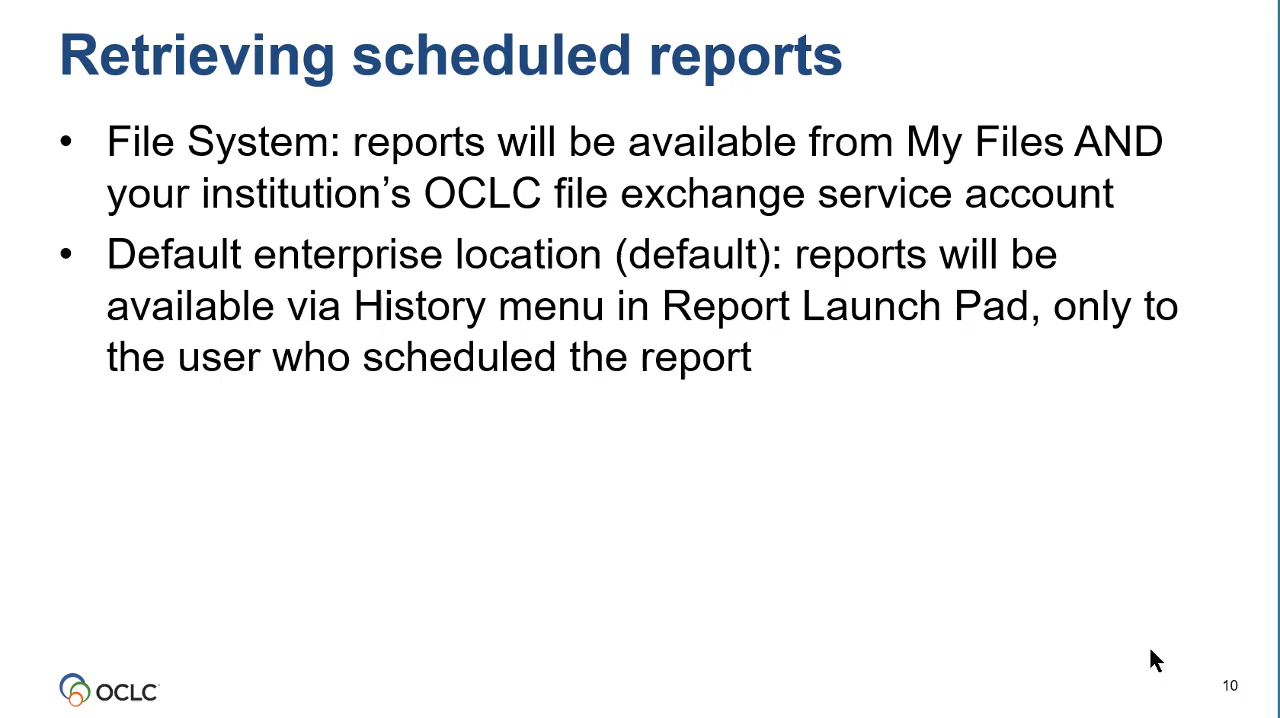 Retrieving scheduled reports
• File System: reports will be available from My Files AND
your institution’s OCLC file exchange service account
• Default enterprise location (default): reports will be
available via History menu in Report Launch Pad, only to
the user who scheduled the report
OCLC
10